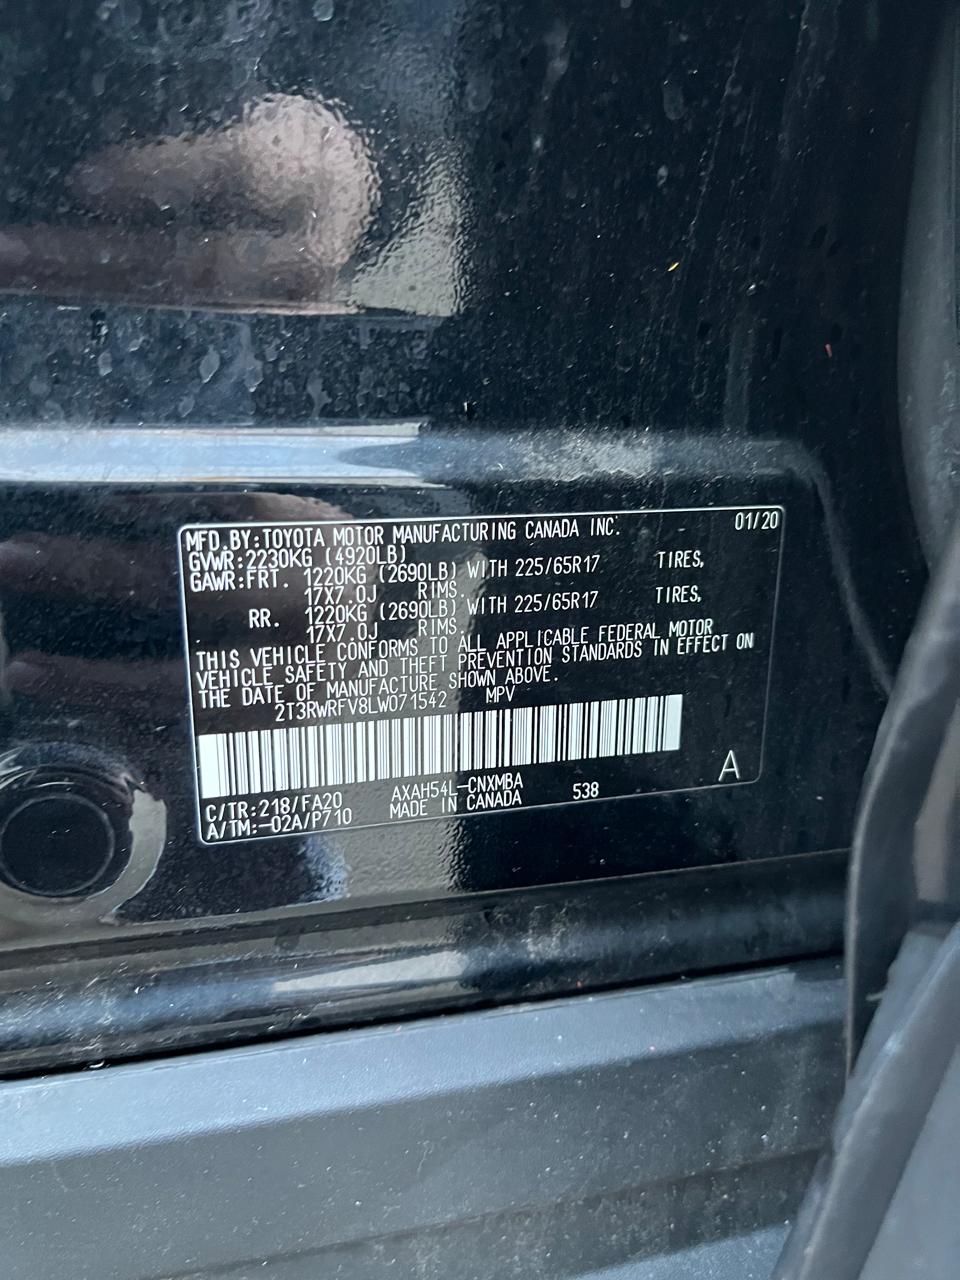 MFD. BY:TOYOTA MOTOR MANUFACTURING CANADA INC. 01/20
GVWR:2230KG (4920LB)
GAWR:FRT. 1220KG (2690LB) WITH 225/65R17 TIRES,
17X7.0J RIMS.
RR. 1220KG (2690LB) WITH 225/65R17 TIRES,
17X7.0J RIMS.
THIS VEHICLE CONFORMS TO ALL APPLICABLE FEDERAL MOTOR
VEHICLE SAFETY AND THEFT PREVENTION STANDARDS IN EFFECT ON
THE DATE OF MANUFACTURE SHOWN ABOVE.
2T3RWRFV8LW071542 MPV
A
C/TR:218/FA20 AXAH54L-CNXMBA 538
A/TM:-02A/P710 MADE IN CANADA